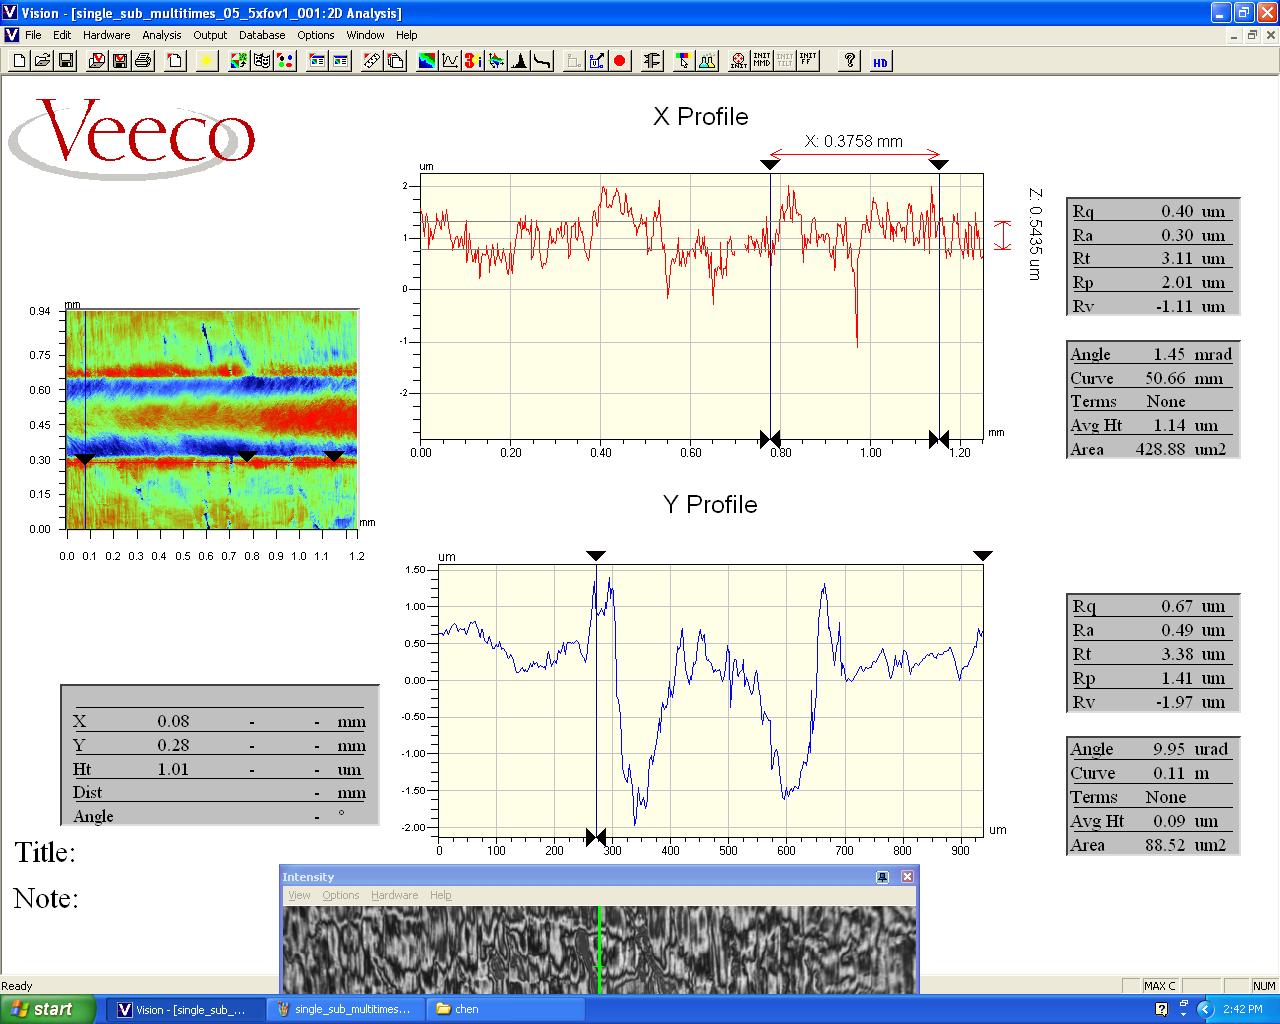 Vision - [single_sub_multitimes_05_5xfov1_001:2D Analysis]
File Edit Hardware Analysis Output Database Options Window Help
INIT INIT MMD INIT TILT INIT FF ? HD
Veeco
X Profile
X: 0.3758 mm
um
2
1
0
-1
-2
mm
0.00 0.20 0.40 0.60 0.80 1.00 1.20
Z: 0.5435 um
Rq 0.40 um
Ra 0.30 um
Rt 3.11 um
Rp 2.01 um
Rv -1.11 um
Angle 1.45 mrad
Curve 50.66 mm
Terms None
Avg Ht 1.14 um
Area 428.88 um2
mm
0.94
0.75
0.60
0.45
0.30
0.15
0.00
mm
0.0 0.1 0.2 0.3 0.4 0.5 0.6 0.7 0.8 0.9 1.0 1.1 1.2
Y Profile
um
1.50
1.00
0.50
0.00
-0.50
-1.00
-1.50
-2.00
um
0 100 200 300 400 500 600 700 800 900
Rq 0.67 um
Ra 0.49 um
Rt 3.38 um
Rp 1.41 um
Rv -1.97 um
Angle 9.95 urad
Curve 0.11 m
Terms None
Avg Ht 0.09 um
Area 88.52 um2
X 0.08 - - mm
Y 0.28 - - mm
Ht 1.01 - - um
Dist - mm
Angle - °
Title:
Note:
Intensity
View Options Hardware Help
Ready
MAX C NUM
start
Vision - [single_sub_...
single_sub_multitimes...
chen
2:42 PM